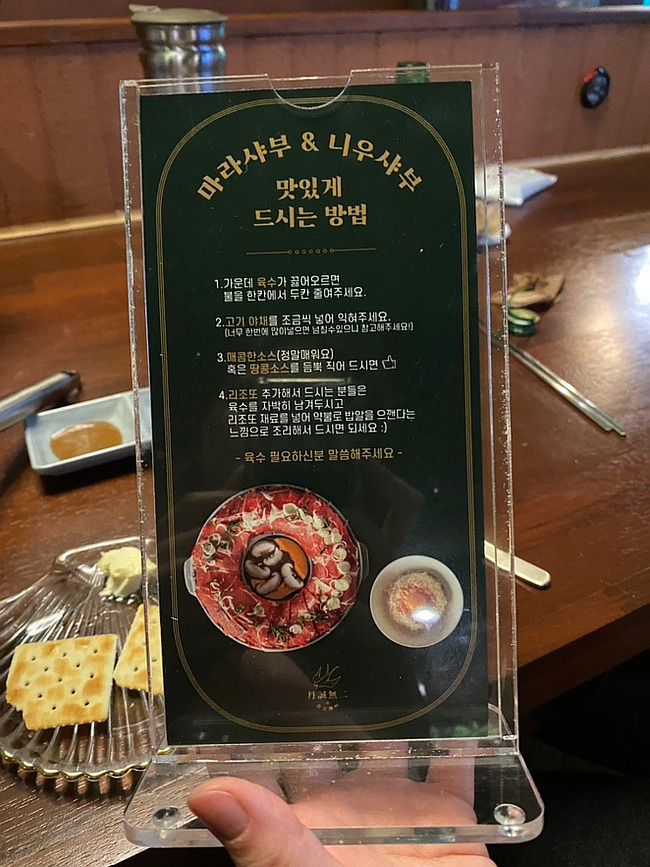 마라샤부 & 니우샤부
맛있게
드시는 방법
1.가운데 육수가 끓어오르면
불을 한칸에서 두칸 줄여주세요.
2.고기 야채를 조금씩 넣어 익혀주세요.
(너무 한번에 많이넣으면 넘칠수있으니 참고해주세요!)
3.매콤한소스(정말매워요)
혹은 땅콩소스를 듬뿍 찍어 드시면
4.리조또 추가해서 드시는 분들은
육수를 자박히 남겨두시고
리조또 재료를 넣어 약불로 밥알을 으깬다는
느낌으로 조리해서 드시면 되세요 :)
- 육수 필요하신분 말씀해주세요 -
丹誠無二